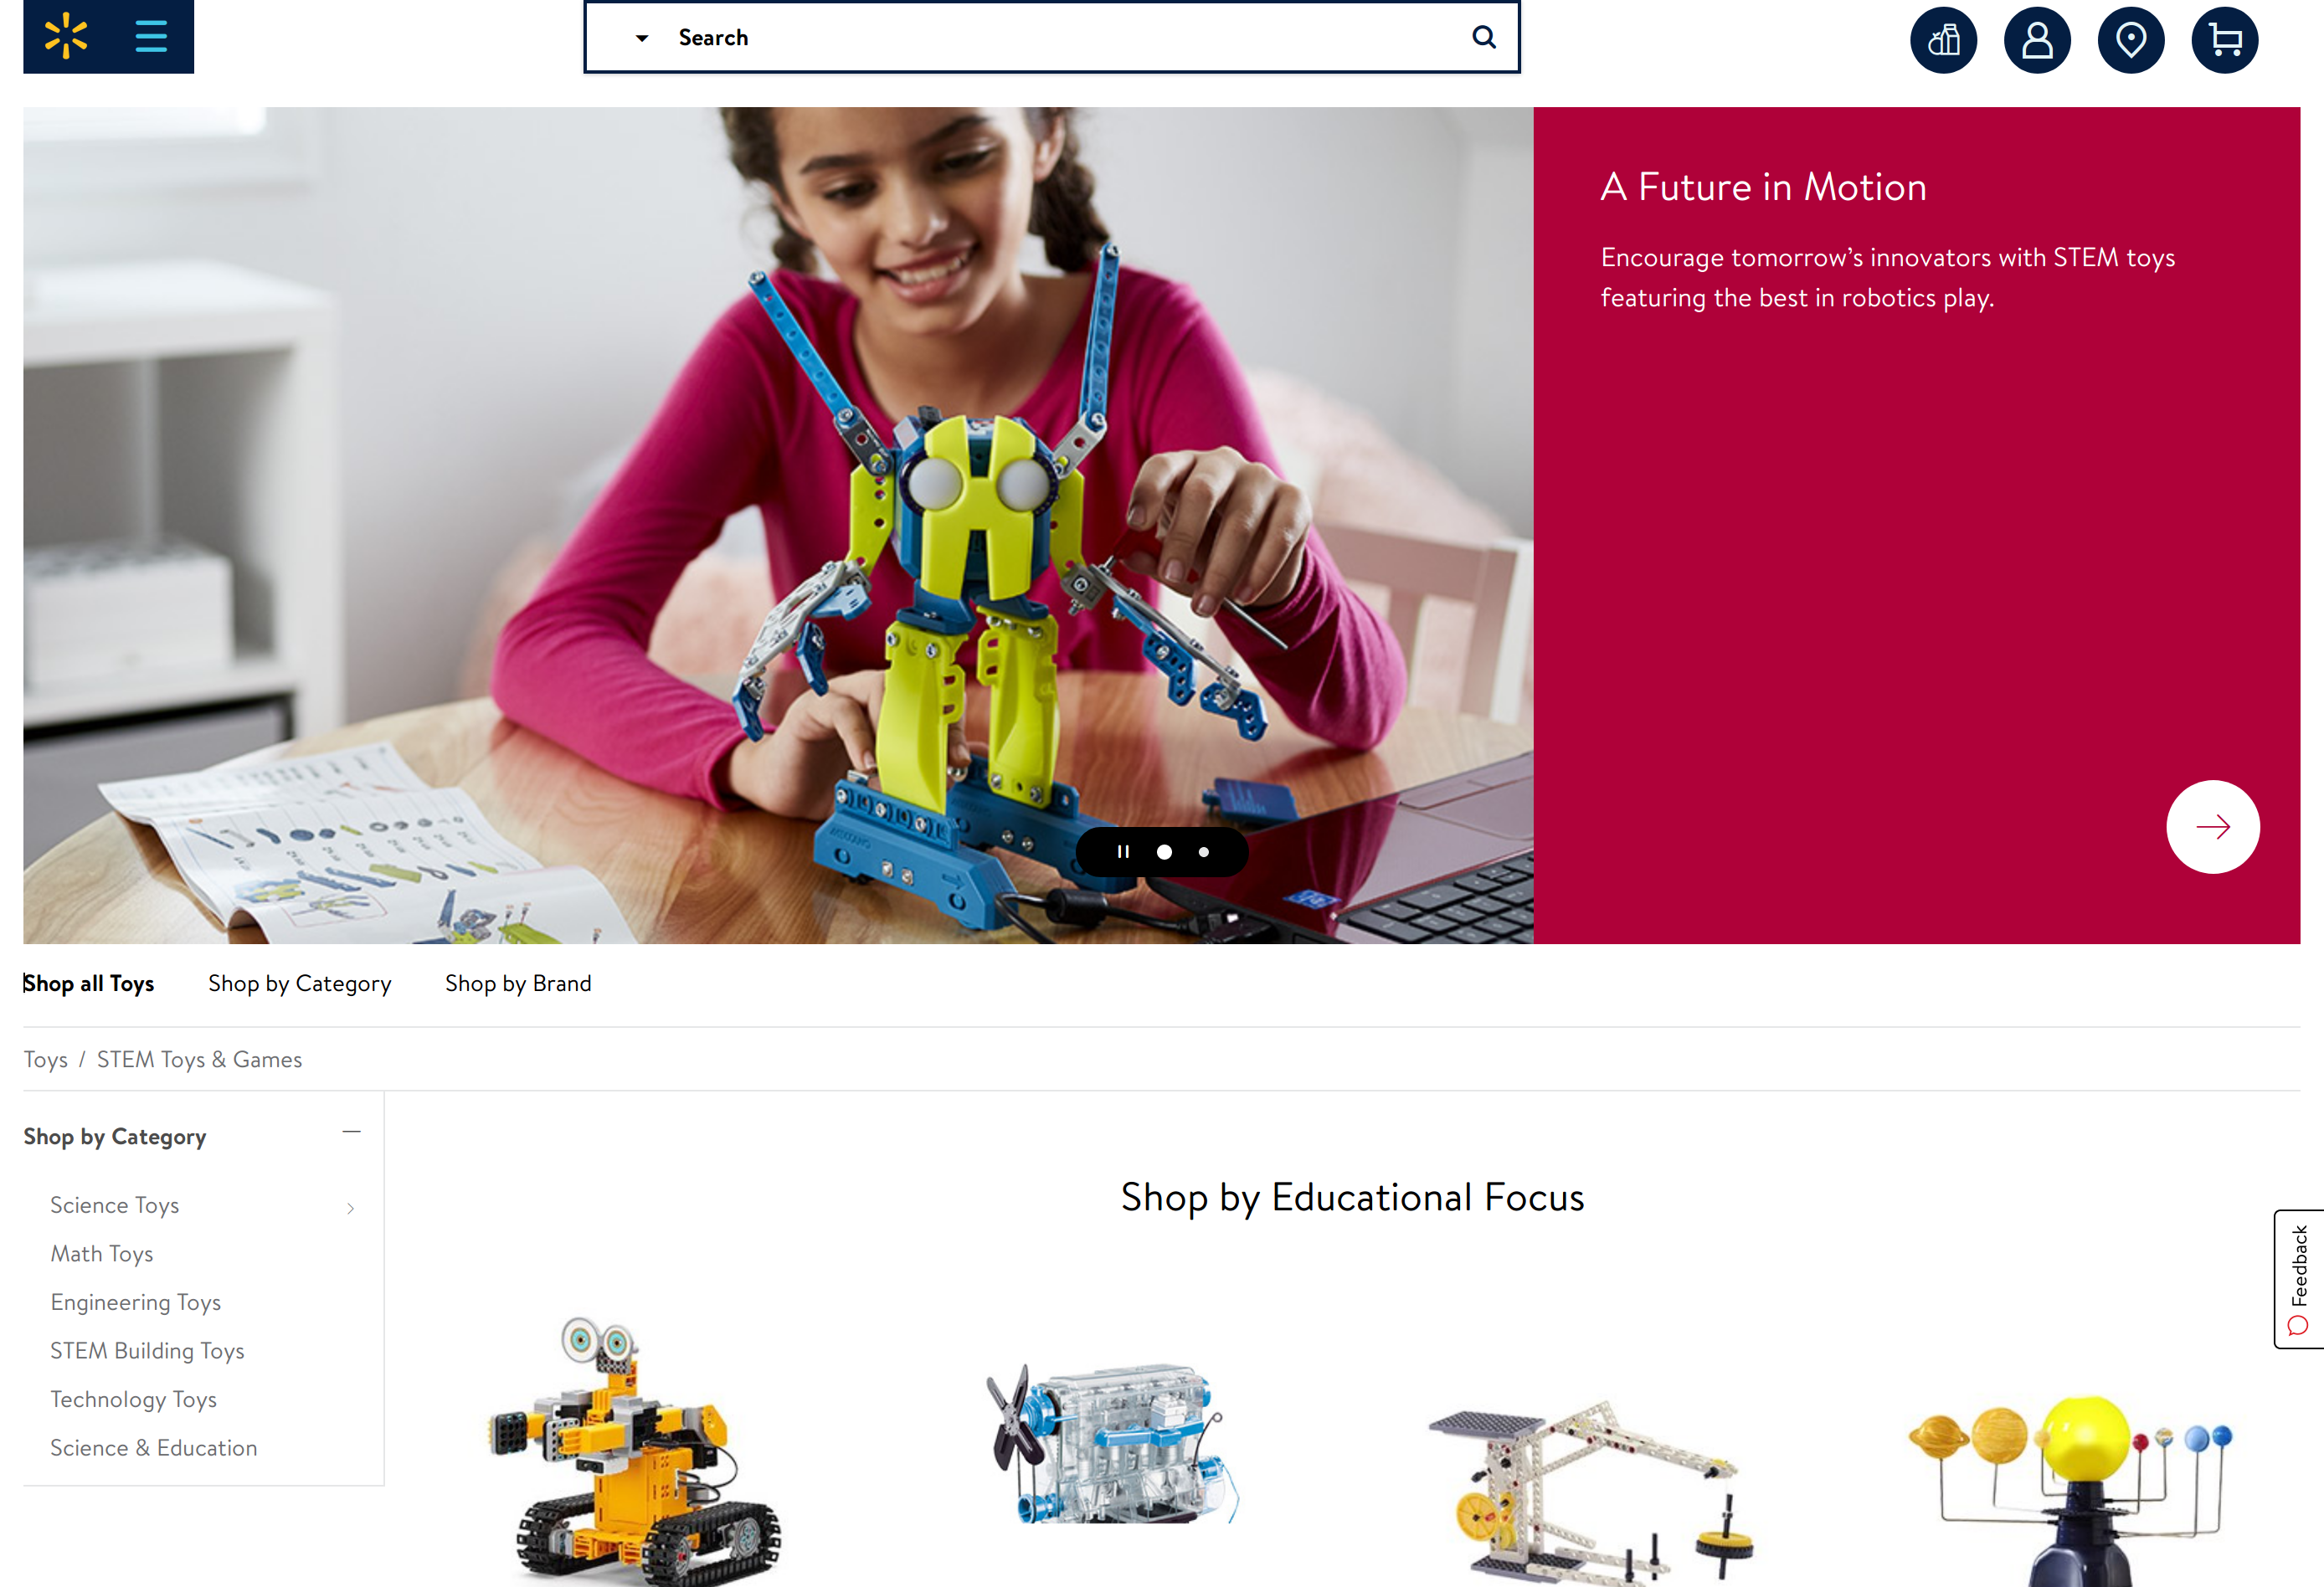 Search
A Future in Motion
Encourage tomorrow’s innovators with STEM toys
featuring the best in robotics play.
Shop all Toys
Shop by Category
Shop by Brand
Toys / STEM Toys & Games
Shop by Category
Science Toys
Math Toys
Engineering Toys
STEM Building Toys
Technology Toys
Science & Education
Shop by Educational Focus
Feedback